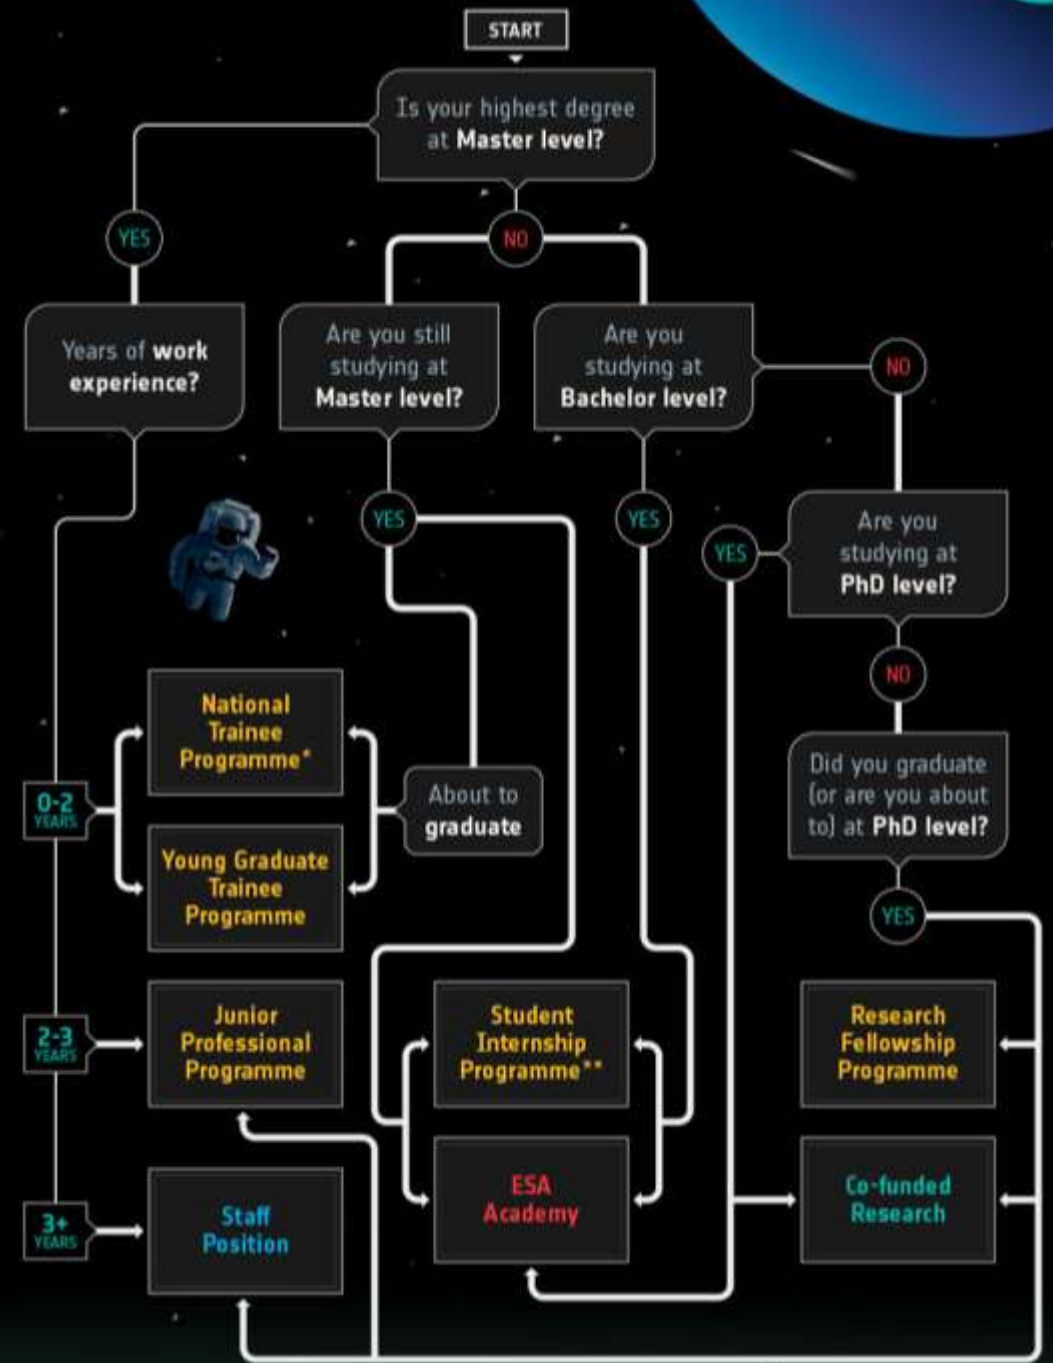 START
Is your highest degree
at Master level?
YES
NO
Years of work
experience?
Are you still
studying at
Master level?
Are you
studying at
Bachelor level?
NO
YES
YES
YES
Are you
studying at
PhD level?
NO
National
Trainee
Programme*
0-2
YEARS
About to
graduate
Did you graduate
(or are you about
to) at PhD level?
Young Graduate
Trainee
Programme
YES
2-3
YEARS
Junior
Professional
Programme
Student
Internship
Programme**
Research
Fellowship
Programme
3+
YEARS
Staff
Position
ESA
Academy
Co-funded
Research